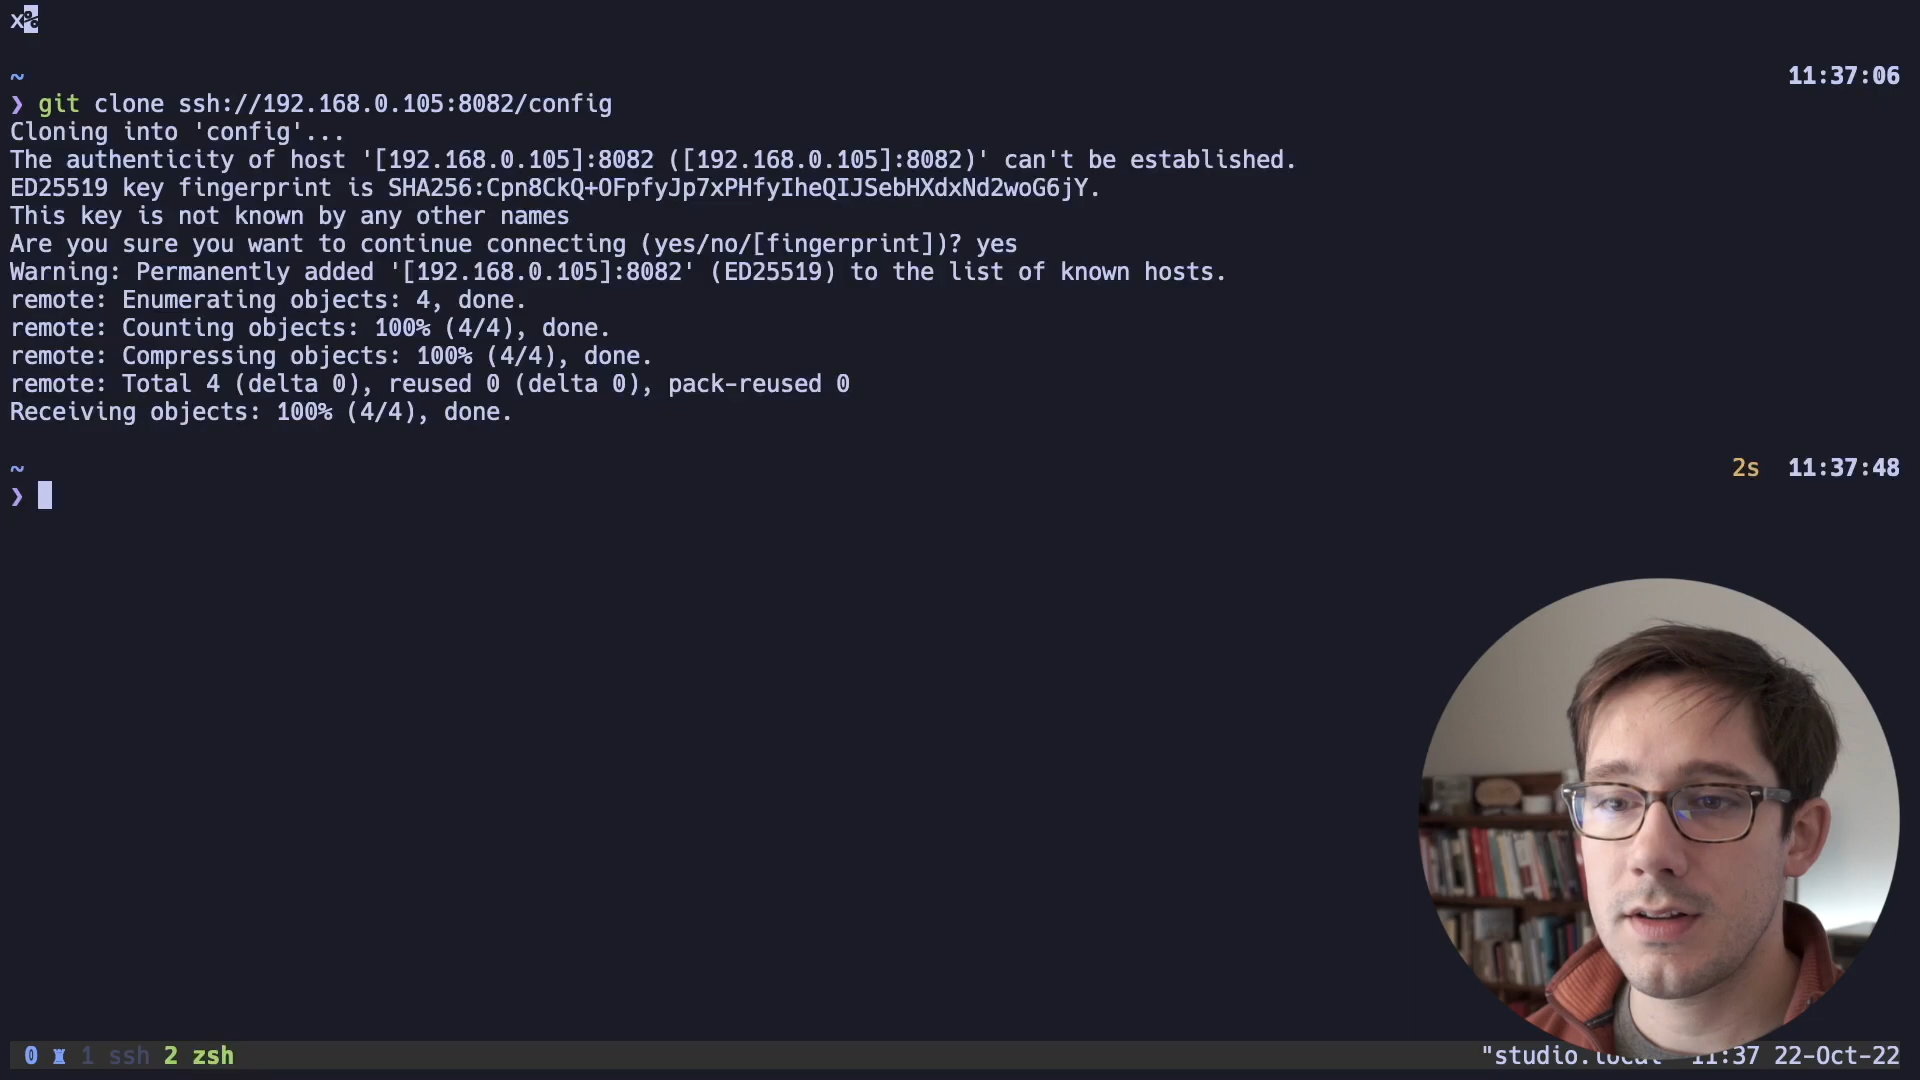 x%
~ 11:37:06
❯ git clone ssh://192.168.0.105:8082/config
Cloning into 'config'...
The authenticity of host '[192.168.0.105]:8082 ([192.168.0.105]:8082)' can't be established.
ED25519 key fingerprint is SHA256:Cpn8CkQ+OFpfyJp7xPHfyIheQIJSebHXdxNd2woG6jY.
This key is not known by any other names
Are you sure you want to continue connecting (yes/no/[fingerprint])? yes
Warning: Permanently added '[192.168.0.105]:8082' (ED25519) to the list of known hosts.
remote: Enumerating objects: 4, done.
remote: Counting objects: 100% (4/4), done.
remote: Compressing objects: 100% (4/4), done.
remote: Total 4 (delta 0), reused 0 (delta 0), pack-reused 0
Receiving objects: 100% (4/4), done.
~ 2s 11:37:48
❯
0 ♜ 1 ssh 2 zsh "studio.local" 11:37 22-Oct-22